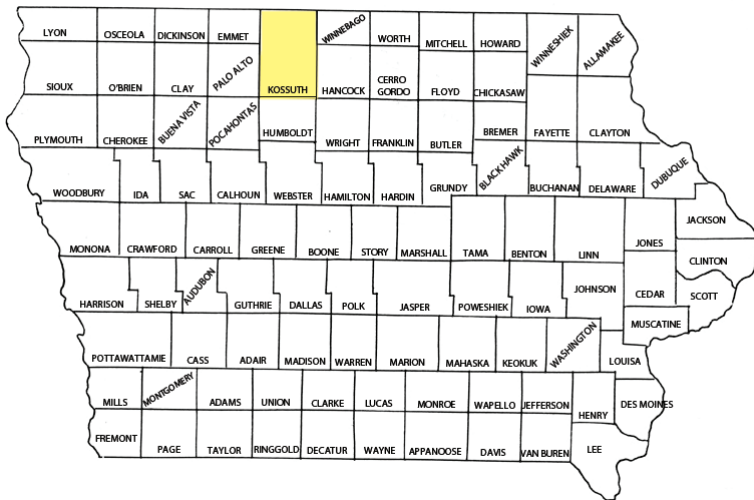 LYON OSCEOLA DICKINSON EMMET WINNEBAGO WORTH MITCHELL HOWARD WINNESHIEK ALLAMAKEE
SIOUX O'BRIEN CLAY PALO ALTO KOSSUTH HANCOCK CERRO GORDO FLOYD CHICKASAW
PLYMOUTH CHEROKEE BUENA VISTA POCAHONTAS HUMBOLDT WRIGHT FRANKLIN BUTLER BREMER FAYETTE CLAYTON
WOODBURY IDA SAC CALHOUN WEBSTER HAMILTON HARDIN GRUNDY BLACK HAWK BUCHANAN DELAWARE DUBUQUE
MONONA CRAWFORD CARROLL GREENE BOONE STORY MARSHALL TAMA BENTON LINN JONES JACKSON
CLINTON
HARRISON SHELBY AUDUBON GUTHRIE DALLAS POLK JASPER POWESHIEK IOWA JOHNSON CEDAR SCOTT
MUSCATINE
POTTAWATTAMIE CASS ADAIR MADISON WARREN MARION MAHASKA KEOKUK WASHINGTON LOUISA
MILLS MONTGOMERY ADAMS UNION CLARKE LUCAS MONROE WAPELLO JEFFERSON HENRY DES MOINES
FREMONT PAGE TAYLOR RINGGOLD DECATUR WAYNE APPANOOSE DAVIS VAN BUREN LEE